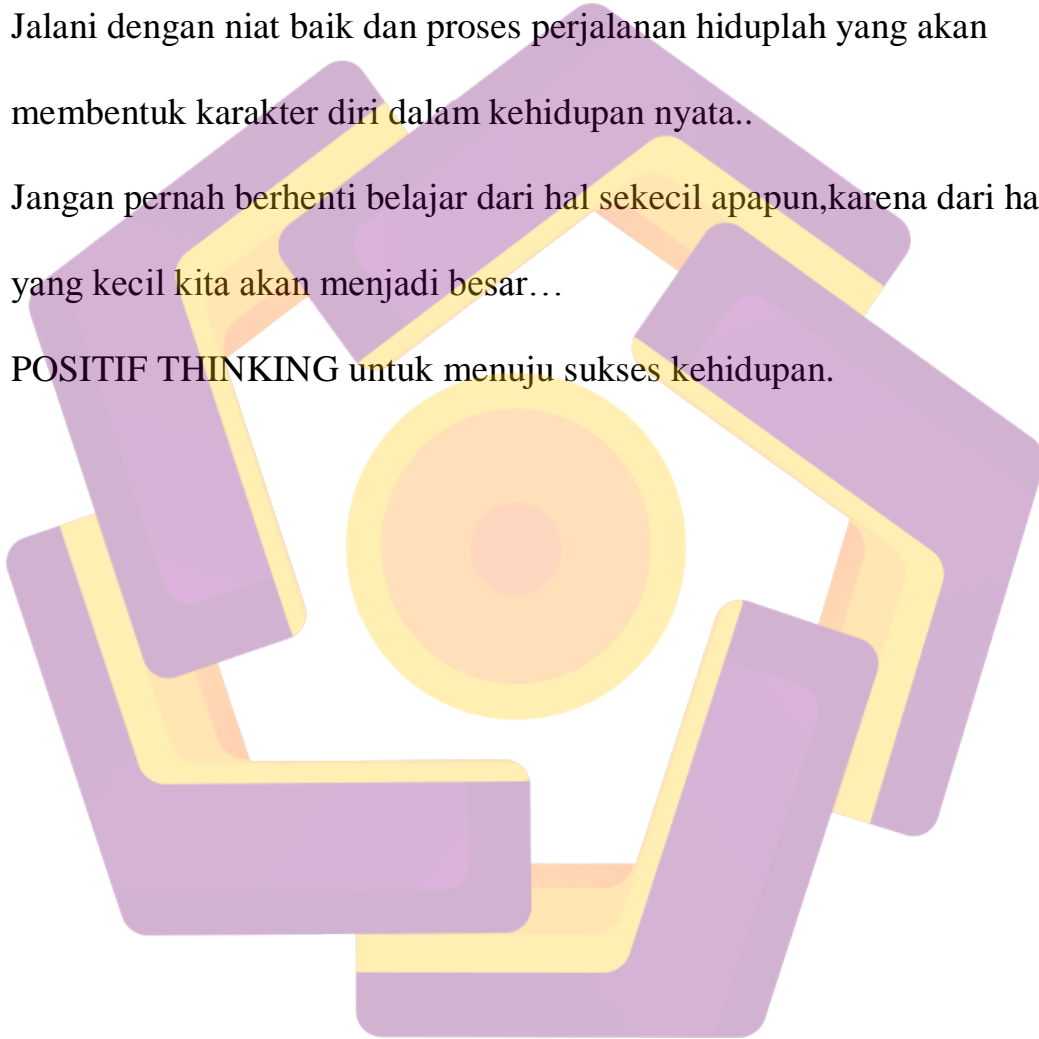 Jalani dengan niat baik dan proses perjalanan hiduplah yang akan
membentuk karakter diri dalam kehidupan nyata..
Jangan pernah berhenti belajar dari hal sekecil apapun,karena dari ha
yang kecil kita akan menjadi besar…
POSITIF THINKING untuk menuju sukses kehidupan.